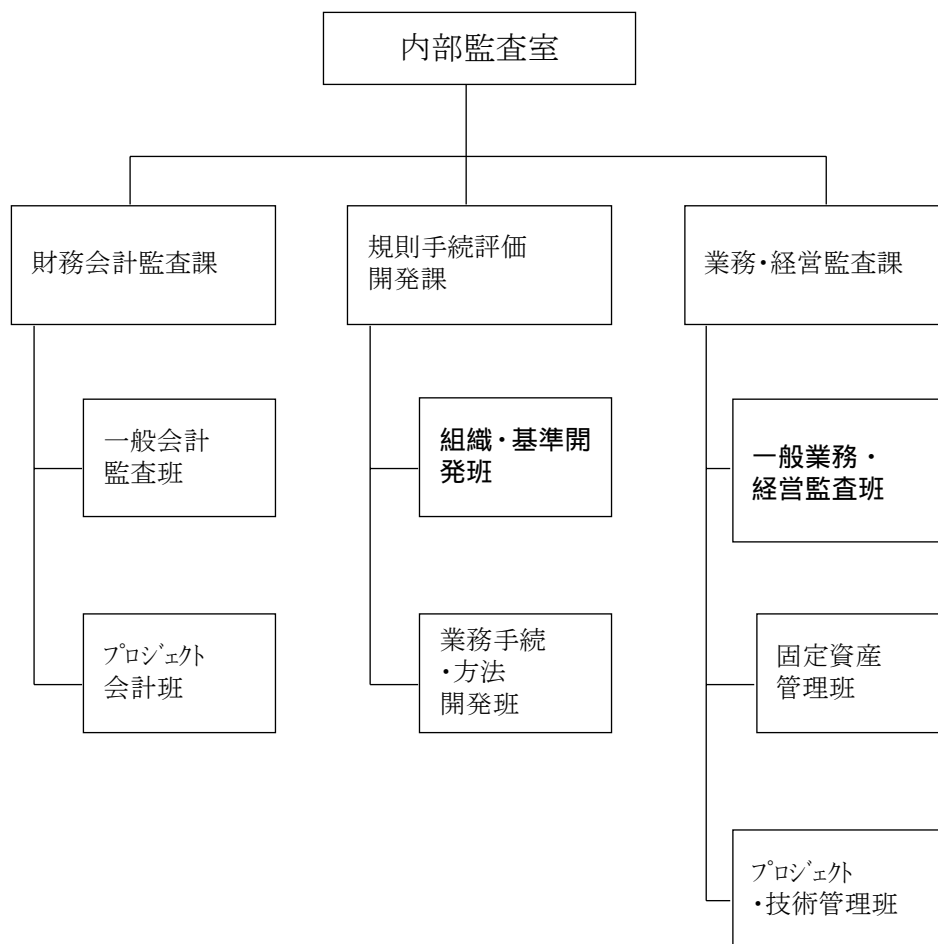 内部監査室
財務会計監査課
規則手続評価
開発課
業務・経営監査課
一般会計
監査班
組織・基準開
発班
一般業務・
経営監査班
プロジェクト
会計班
業務手続
・方法
開発班
固定資産
管理班
プロジェクト
・技術管理班